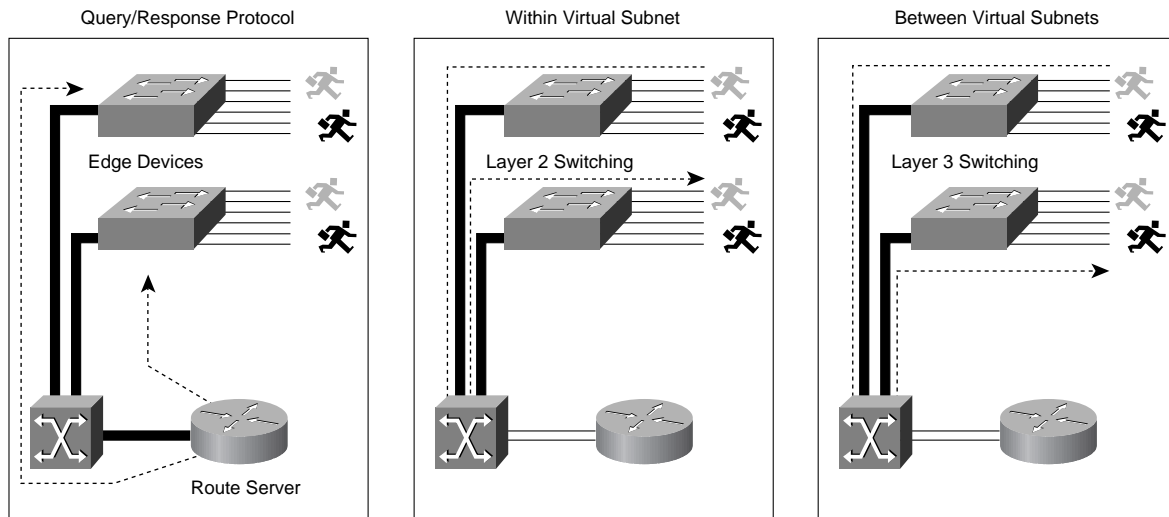 Query/Response Protocol
Within Virtual Subnet
Between Virtual Subnets
Edge Devices
Layer 2 Switching
Layer 3 Switching
Route Server